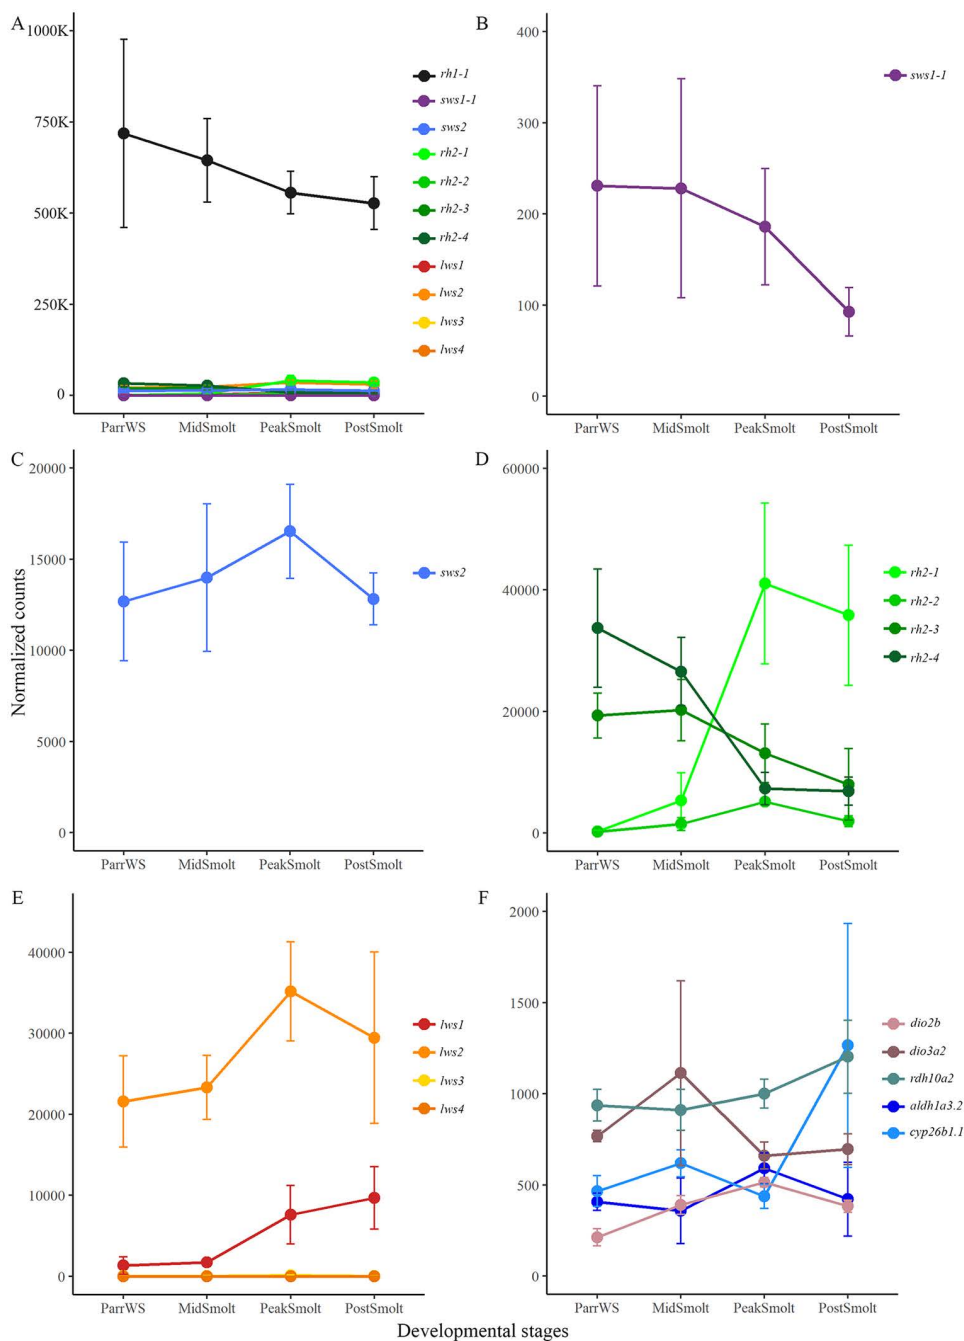 A
1000K
750K
500K
250K
0
ParrWS MidSmolt PeakSmolt PostSmolt
rh1-1
sws1-1
sws2
rh2-1
rh2-2
rh2-3
rh2-4
lws1
lws2
lws3
lws4
B
400
300
200
100
0
ParrWS MidSmolt PeakSmolt PostSmolt
sws1-1
Normalized counts
C
20000
15000
10000
5000
0
ParrWS MidSmolt PeakSmolt PostSmolt
sws2
D
60000
40000
20000
0
ParrWS MidSmolt PeakSmolt PostSmolt
rh2-1
rh2-2
rh2-3
rh2-4
E
40000
30000
20000
10000
0
ParrWS MidSmolt PeakSmolt PostSmolt
lws1
lws2
lws3
lws4
F
2000
1500
1000
500
0
ParrWS MidSmolt PeakSmolt PostSmolt
dio2b
dio3a2
rdh10a2
aldh1a3.2
cyp26b1.1
Developmental stages